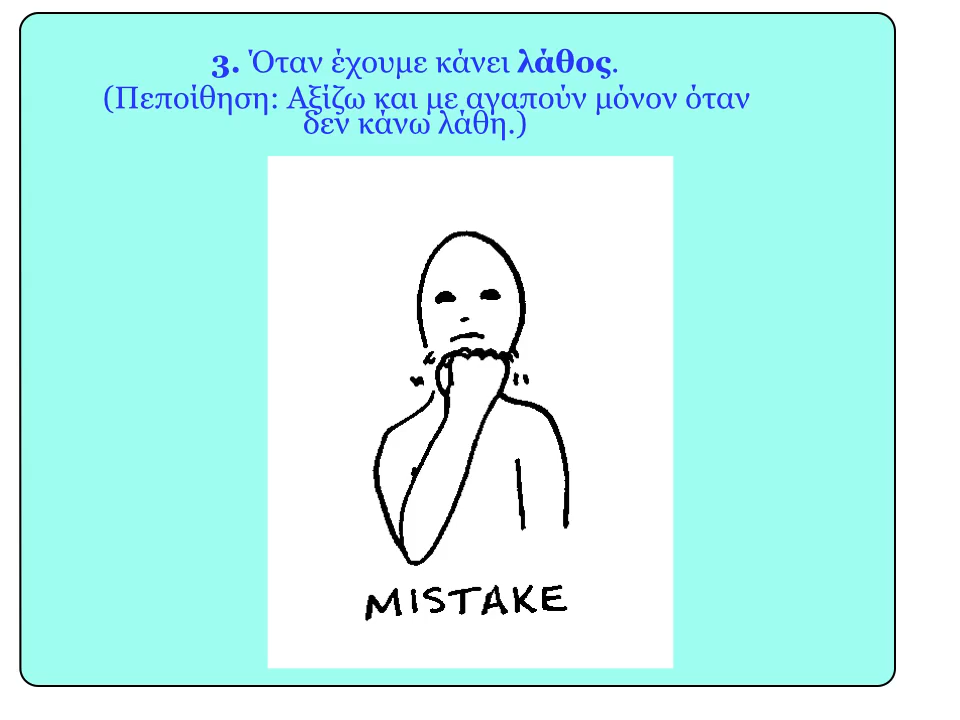 3. Όταν έχουμε κάνει λάθος.
(Πεποίθηση: Αξίζω και με αγαπούν μόνον όταν
δεν κάνω λάθη.)
MISTAKE